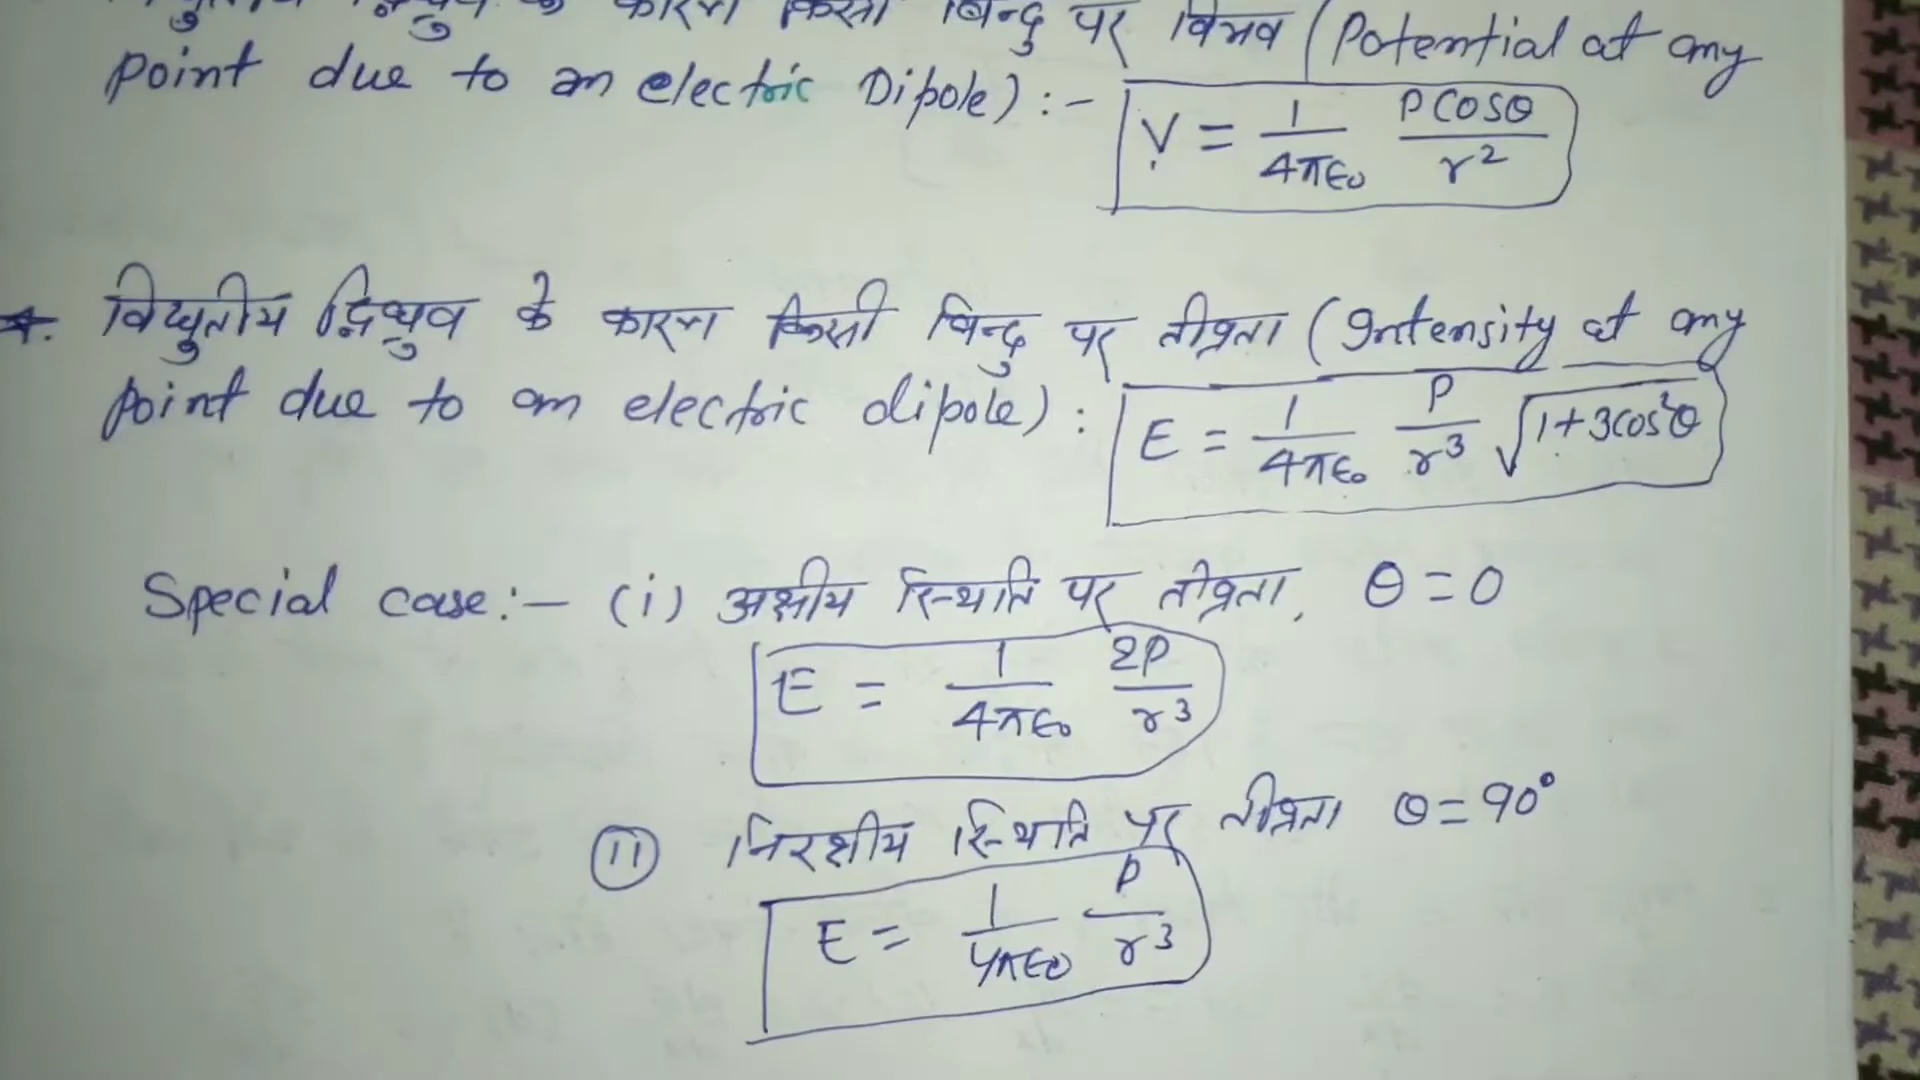 के कारण किसी बिन्दु पर विभव (Potential at any
point due to an electric Dipole) :-
V = 1/4πε₀ PCOSθ/r²
*. विद्युतीय द्विध्रुव के कारण किसी बिन्दु पर तीव्रता (Intensity at any
point due to an electric dipole) :
E = 1/4πε₀ P/r³ √1+3cos²θ
Special case :- (i) अक्षीय स्थिति पर तीव्रता, θ = 0
E = 1/4πε₀ 2P/r³
(ii) निरक्षीय स्थिति पर तीव्रता θ = 90°
E = 1/4πε₀ P/r³